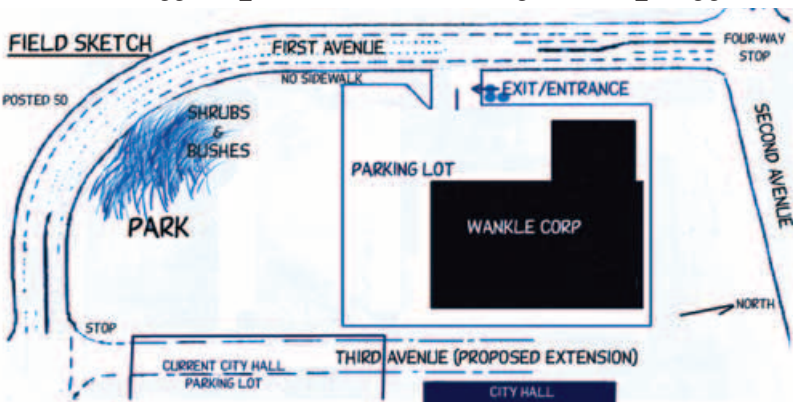 FIELD SKETCH
FIRST AVENUE
FOUR-WAY
STOP
NO SIDEWALK
EXIT/ENTRANCE
POSTED 50
SHRUBS
&
BUSHES
PARKING LOT
SECOND AVENUE
PARK
WANKLE CORP
NORTH
STOP
THIRD AVENUE (PROPOSED EXTENSION)
CURRENT CITY HALL
PARKING LOT
CITY HALL